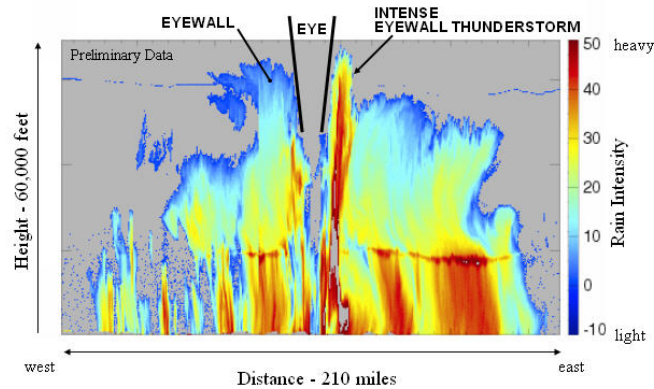 EYEWALL
EYE
INTENSE
EYEWALL THUNDERSTORM
Preliminary Data
Height - 60,000 feet
50
40
30
20
10
0
-10
heavy
Rain Intensity
light
west
east
Distance - 210 miles